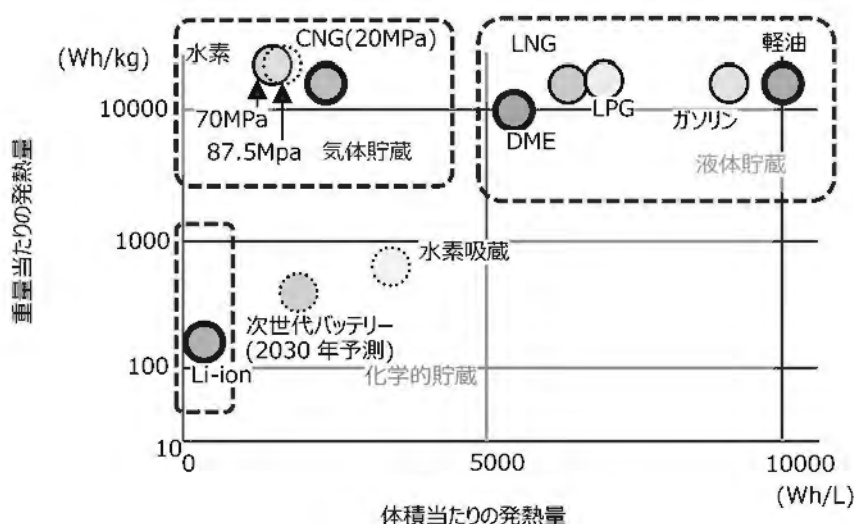 (Wh/kg)
水素
CNG(20MPa)
LNG
軽油
10000
70MPa
LPG
ガソリン
87.5Mpa
気体貯蔵
DME
液体貯蔵
重量当たりの発熱量
1000
水素吸蔵
次世代バッテリー
(2030 年予測)
100
Li-ion
化学的貯蔵
10
0
5000
10000
(Wh/L)
体積当たりの発熱量